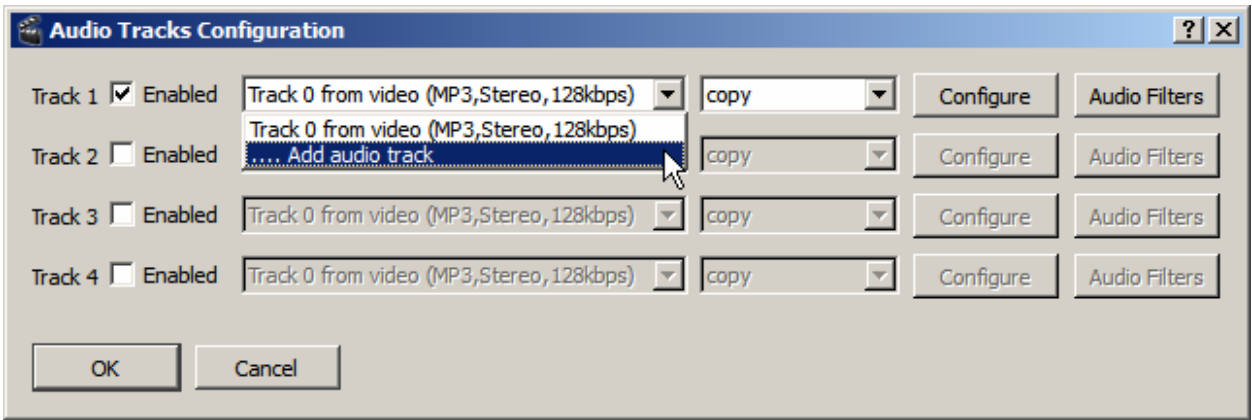 Audio Tracks Configuration
Track 1 Enabled Track 0 from video (MP3,Stereo,128kbps) copy Configure Audio Filters
Track 0 from video (MP3,Stereo,128kbps)
Track 2 Enabled .... Add audio track copy Configure Audio Filters
Track 3 Enabled Track 0 from video (MP3,Stereo,128kbps) copy Configure Audio Filters
Track 4 Enabled Track 0 from video (MP3,Stereo,128kbps) copy Configure Audio Filters
OK Cancel